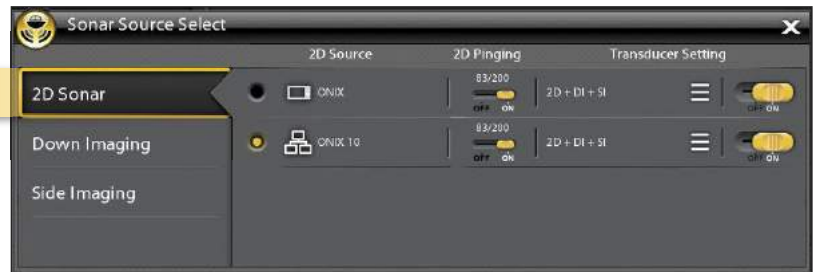 Sonar Source Select X
2D Source 2D Pinging Transducer Setting
2D Sonar
ONIX 83/200 OFF ON 2D + DI + SI OFF ON
Down Imaging
ONIX 10 83/200 OFF ON 2D + DI + SI OFF ON
Side Imaging